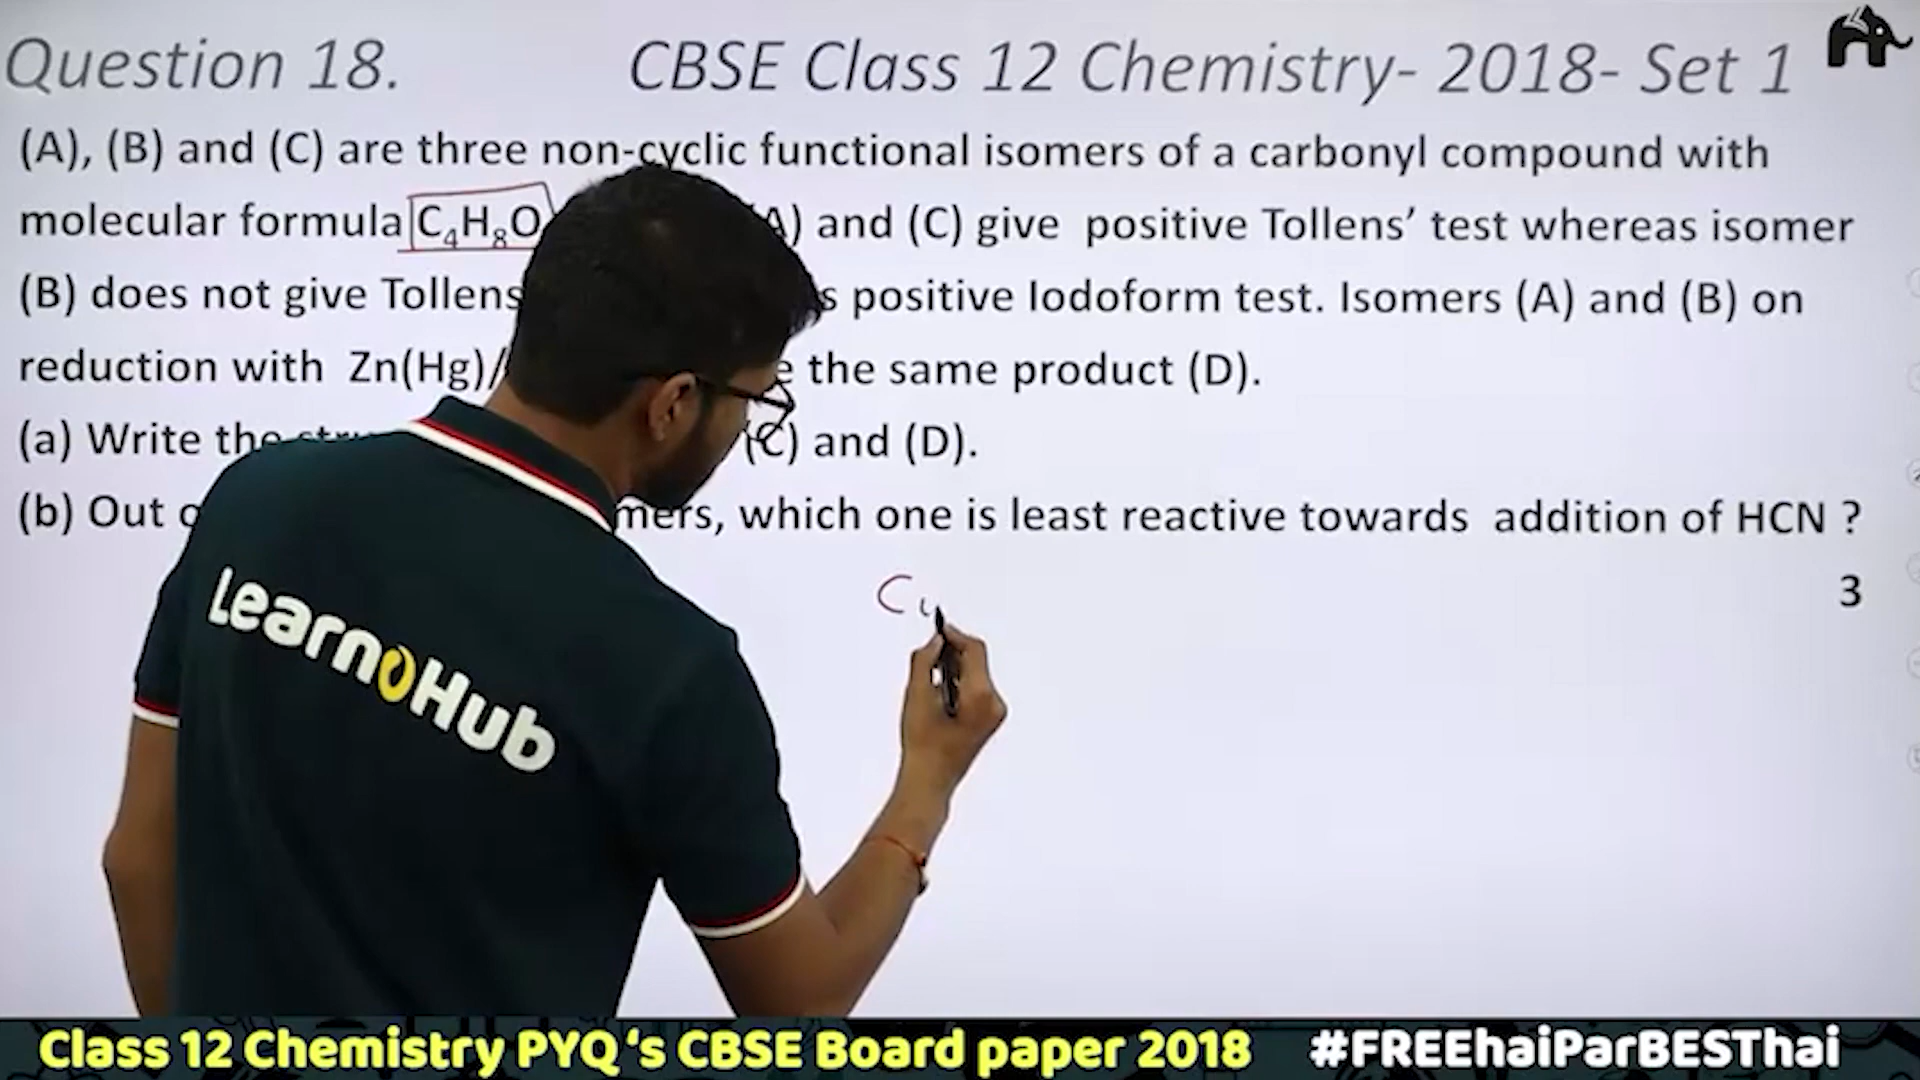 Question 18. CBSE Class 12 Chemistry- 2018- Set 1
(A), (B) and (C) are three non-cyclic functional isomers of a carbonyl compound with
molecular formula C₄H₈O A) and (C) give positive Tollens’ test whereas isomer
(B) does not give Tollens s positive Iodoform test. Isomers (A) and (B) on
reduction with Zn(Hg)/ e the same product (D).
(a) Write the (C) and (D).
(b) Out mers, which one is least reactive towards addition of HCN ?
3
C₄
LearnoHub
Class 12 Chemistry PYQ‘s CBSE Board paper 2018 #FREEhaiParBESThai